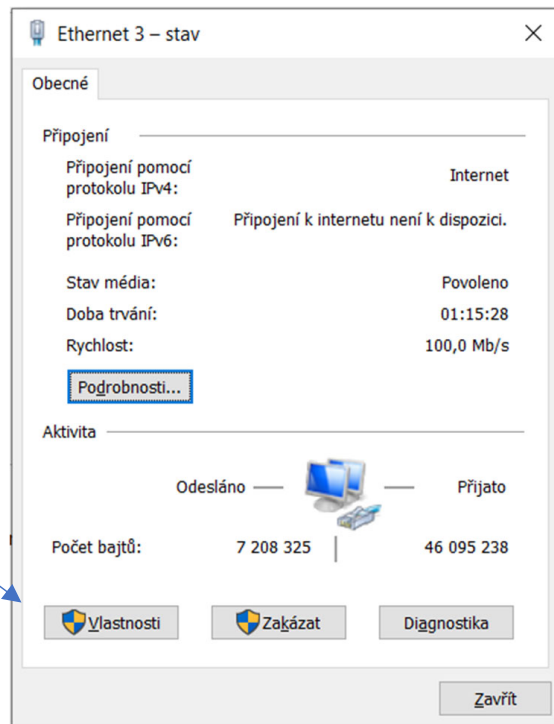 Ethernet 3 – stav
Obecné
Připojení
Připojení pomocí
protokolu IPv4:
Internet
Připojení pomocí
protokolu IPv6:
Připojení k internetu není k dispozici.
Stav média:
Povoleno
Doba trvání:
01:15:28
Rychlost:
100,0 Mb/s
Podrobnosti...
Aktivita
Odesláno
Přijato
Počet bajtů:
7 208 325
46 095 238
Vlastnosti
Zakázat
Diagnostika
Zavřít